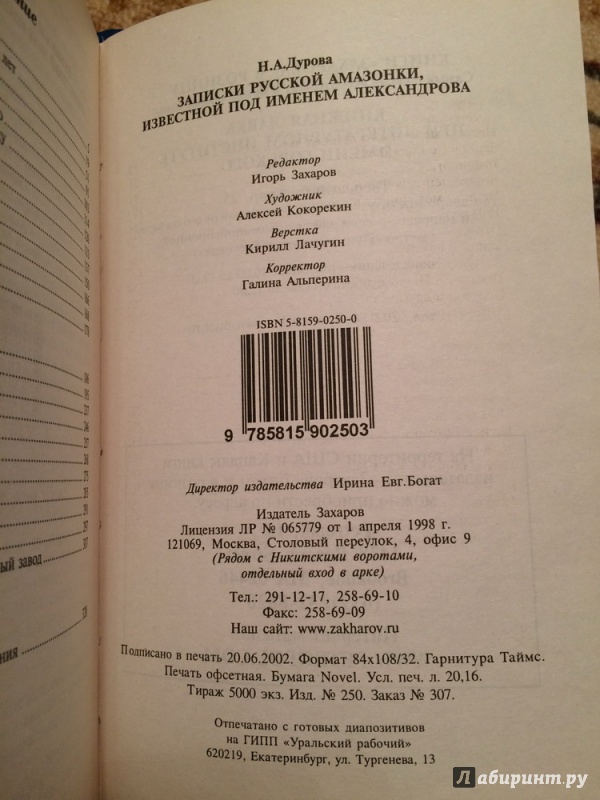 Н.А.Дурова
ЗАПИСКИ РУССКОЙ АМАЗОНКИ,
ИЗВЕСТНОЙ ПОД ИМЕНЕМ АЛЕКСАНДРОВА
Редактор
Игорь Захаров
Художник
Алексей Кокорекин
Верстка
Кирилл Лачугин
Корректор
Галина Альперина
ISBN 5-8159-0250-0
9 785815 902503
Директор издательства Ирина Евг.Богат
Издатель Захаров
Лицензия ЛР № 065779 от 1 апреля 1998 г.
121069, Москва, Столовый переулок, 4, офис 9
(Рядом с Никитскими воротами,
отдельный вход в арке)
Тел.: 291-12-17, 258-69-10
Факс: 258-69-09
Наш сайт: www.zakharov.ru
Подписано в печать 20.06.2002. Формат 84х108/32. Гарнитура Таймс.
Печать офсетная. Бумага Novel. Усл. печ. л. 20,16.
Тираж 5000 экз. Изд. № 250. Заказ № 307.
Отпечатано с готовых диапозитивов
на ГИПП «Уральский рабочий»
620219, Екатеринбург, ул. Тургенева, 13
лет
завод
Лабиринт.ру